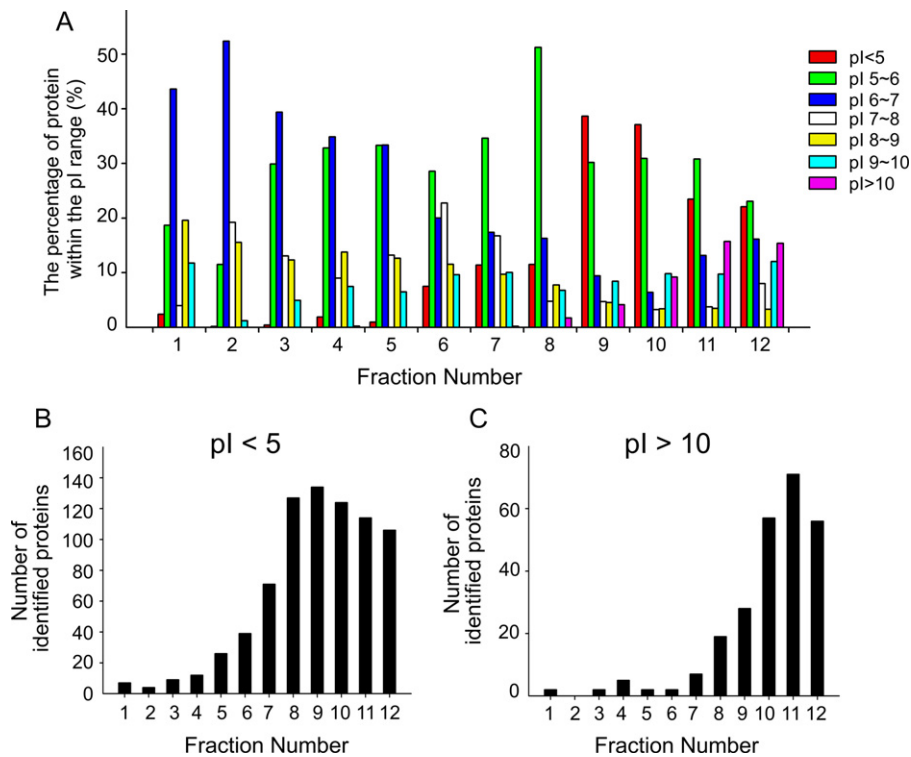 A
The percentage of protein
within the pI range (%)
50
40
30
20
10
0
1 2 3 4 5 6 7 8 9 10 11 12
Fraction Number
pI<5
pI 5~6
pI 6~7
pI 7~8
pI 8~9
pI 9~10
pI>10
B
pI < 5
Number of
identified proteins
160
140
120
100
80
60
40
20
0
1 2 3 4 5 6 7 8 9 10 11 12
Fraction Number
C
pI > 10
Number of
identified proteins
80
60
40
20
0
1 2 3 4 5 6 7 8 9 10 11 12
Fraction Number